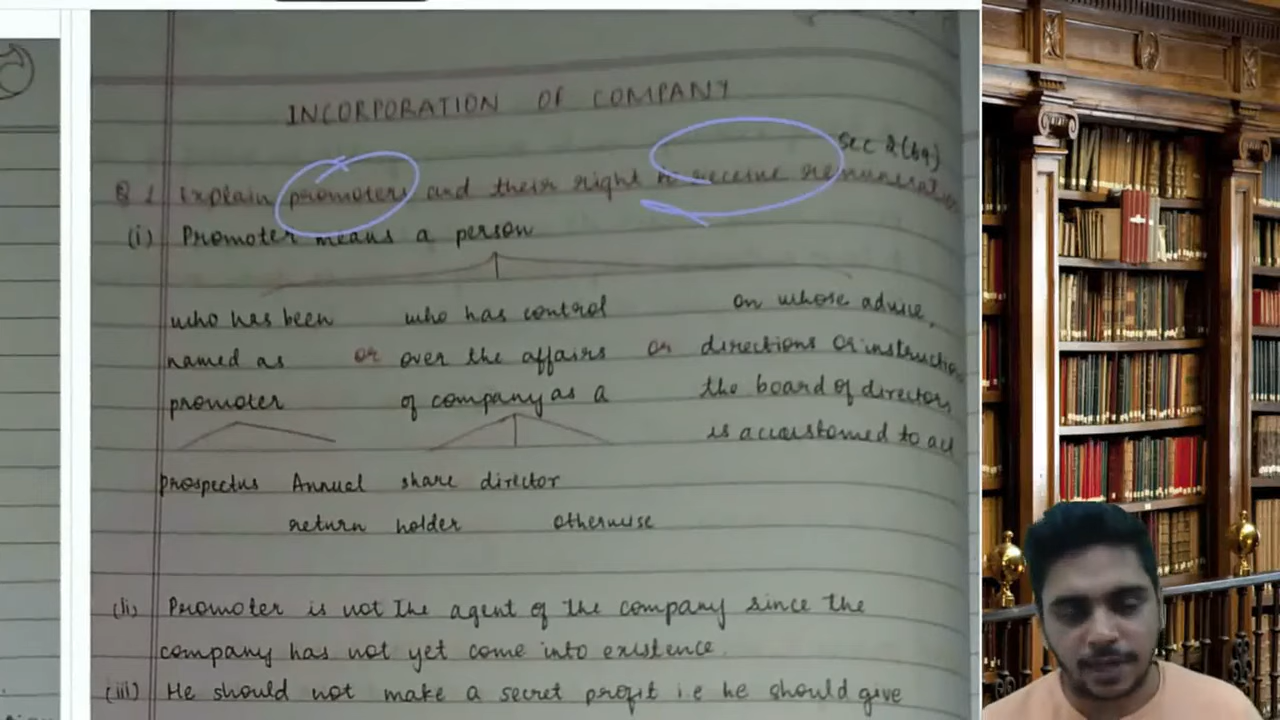 INCORPORATION OF COMPANY
Sec 2(69)
Explain promoters and their right to receive remuneration
(i) Promoter means a person
who has been who has control on whose advice,
named as or over the affairs or directions or instruction
promoter of company as a the board of directors
is accustomed to act
prospectus Annual share director
return holder otherwise
(ii) Promoter is not the agent of the company since the
company has not yet come into existence.
(iii) He should not make a secret profit i.e he should give